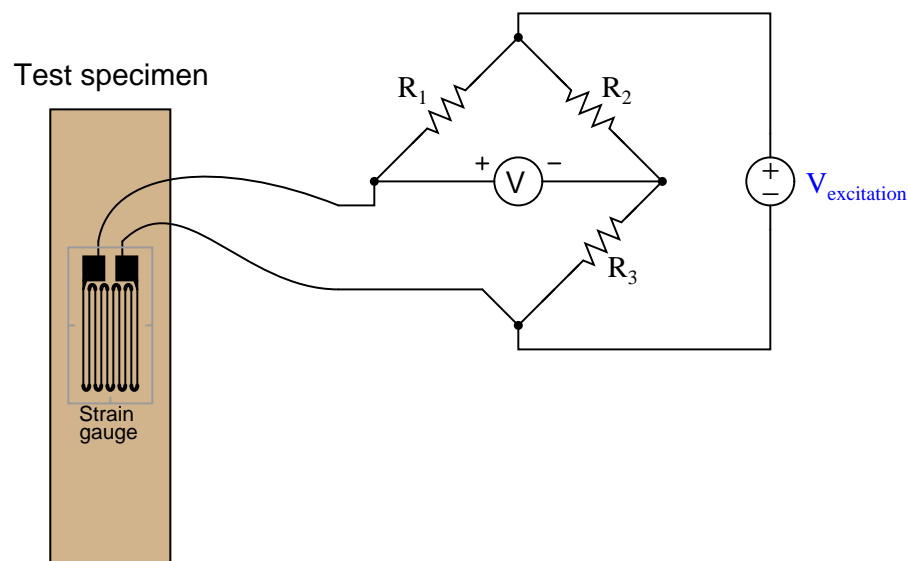 Test specimen
R1
R2
+
−
V
R3
+
−
Vexcitation
Strain
gauge